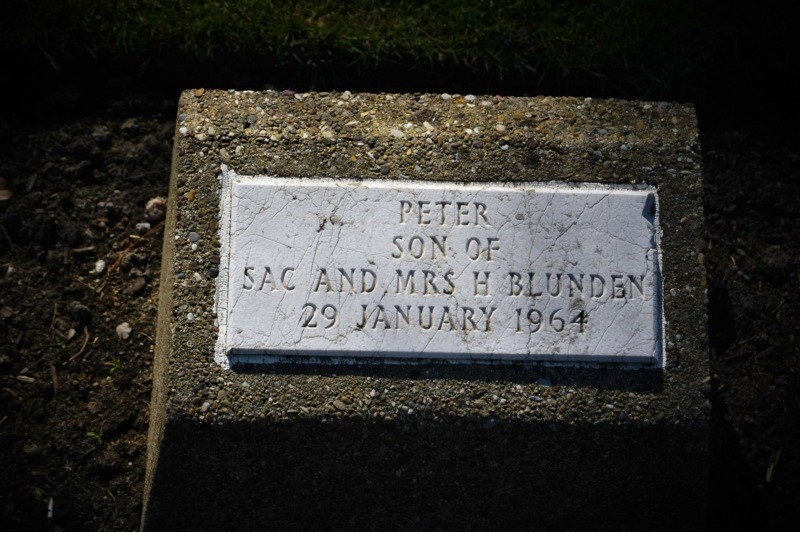 PETER
SON OF
SAC AND MRS H BLUNDEN
29 JANUARY 1964